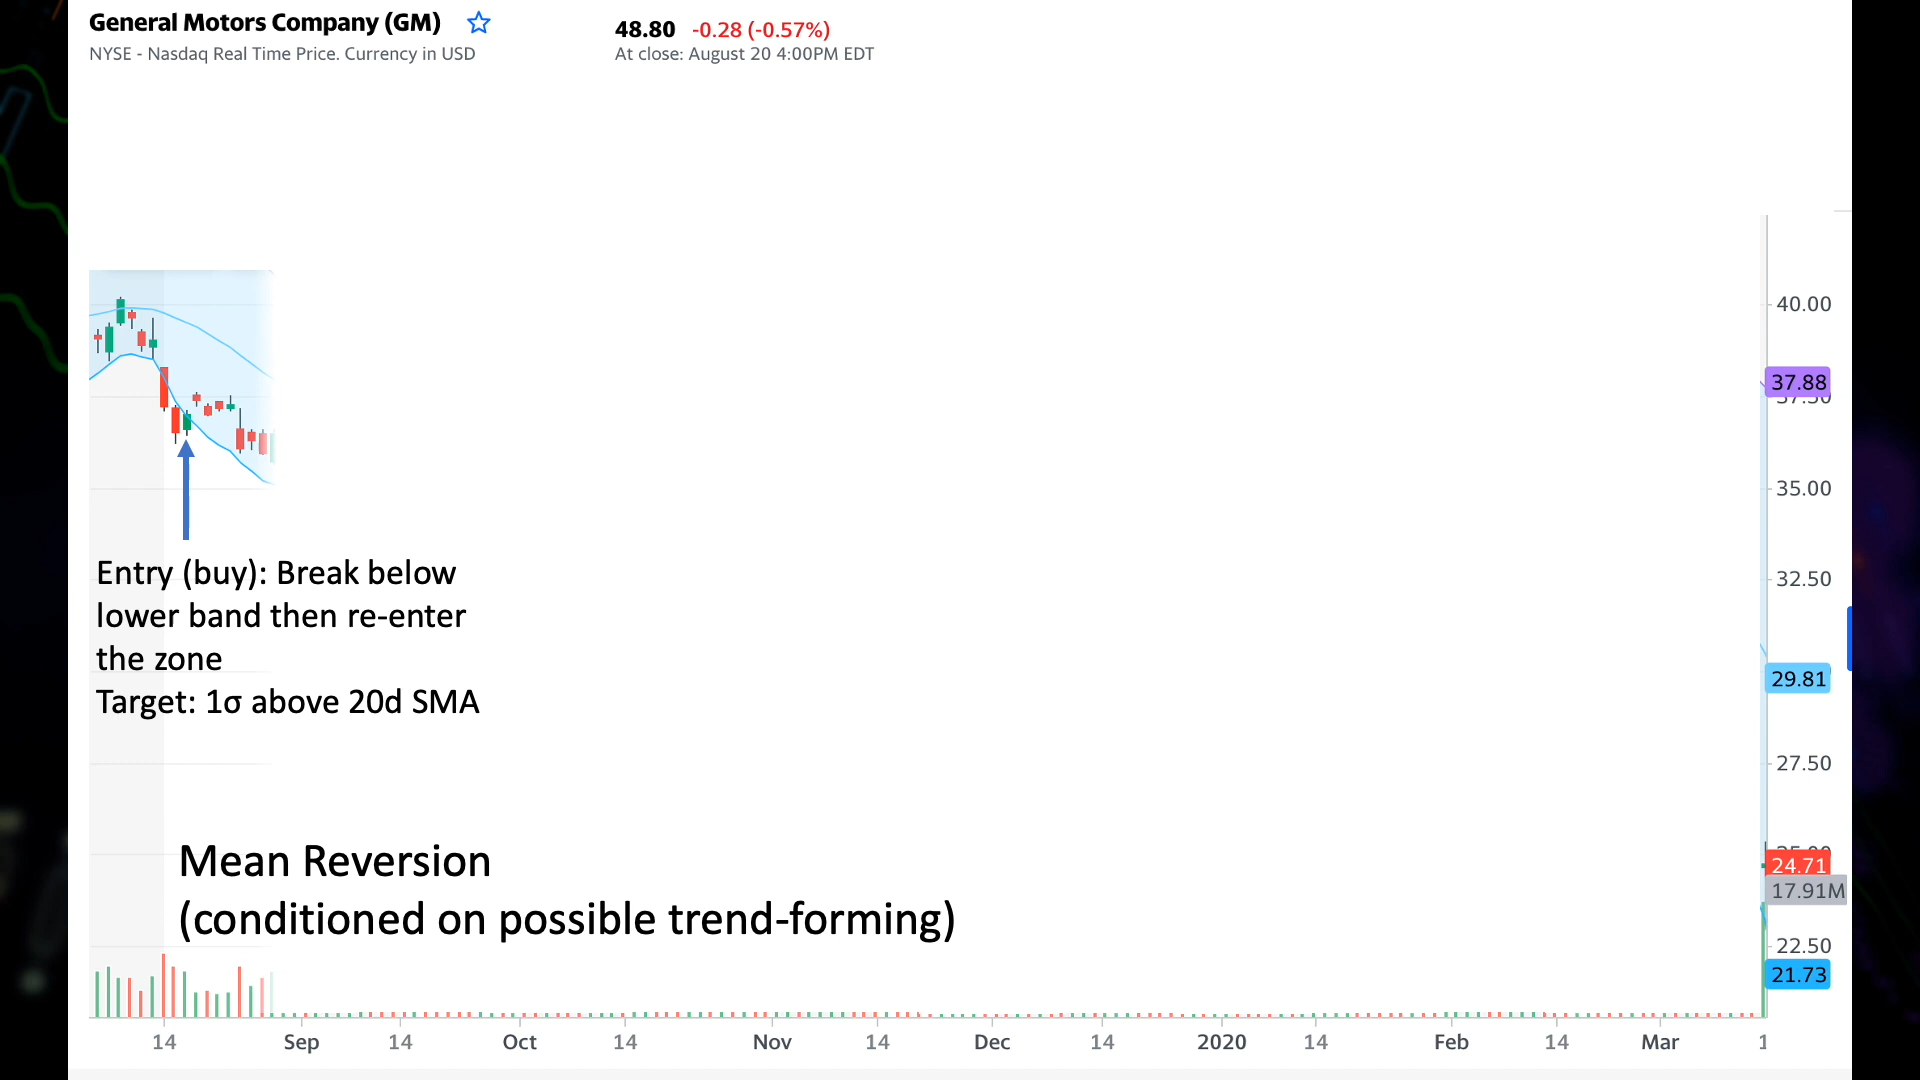 General Motors Company (GM)
48.80 -0.28 (-0.57%)
NYSE - Nasdaq Real Time Price. Currency in USD
At close: August 20 4:00PM EDT
40.00
37.88
37.50
35.00
Entry (buy): Break below
lower band then re-enter
the zone
Target: 1σ above 20d SMA
32.50
29.81
27.50
Mean Reversion
(conditioned on possible trend-forming)
25.00
24.71
17.91M
22.50
21.73
14 Sep 14 Oct 14 Nov 14 Dec 14 2020 14 Feb 14 Mar 1